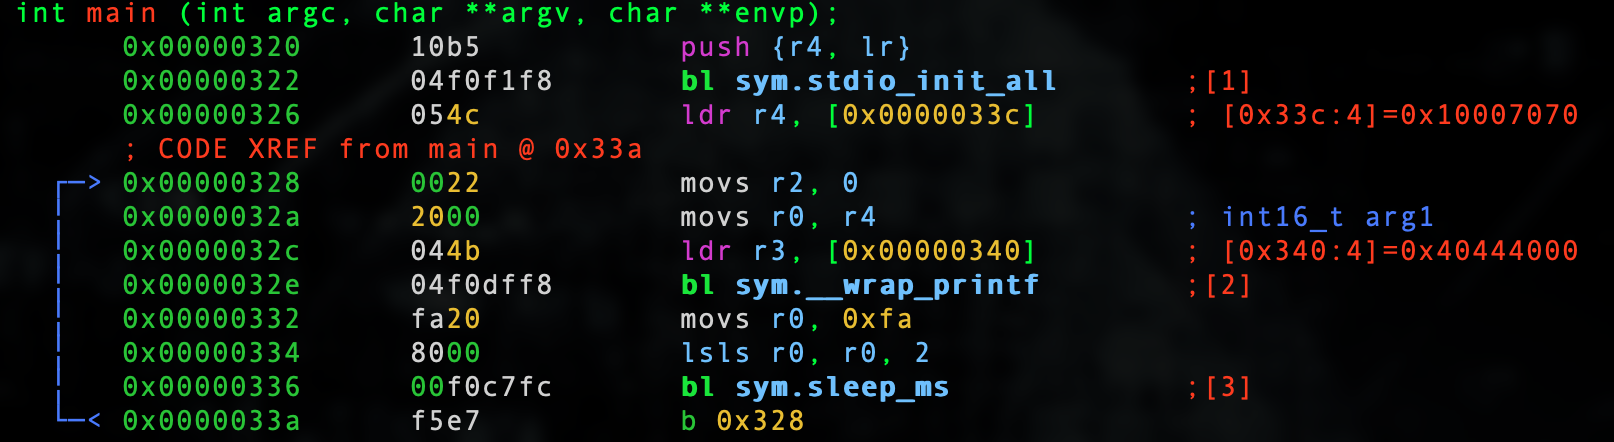 int main (int argc, char **argv, char **envp);
0x00000320 10b5 push {r4, lr}
0x00000322 04f0f1f8 bl sym.stdio_init_all ;[1]
0x00000326 054c ldr r4, [0x0000033c] ; [0x33c:4]=0x10007070
; CODE XREF from main @ 0x33a
┌─> 0x00000328 0022 movs r2, 0
│ 0x0000032a 2000 movs r0, r4 ; int16_t arg1
│ 0x0000032c 044b ldr r3, [0x00000340] ; [0x340:4]=0x40444000
│ 0x0000032e 04f0dff8 bl sym.__wrap_printf ;[2]
│ 0x00000332 fa20 movs r0, 0xfa
│ 0x00000334 8000 lsls r0, r0, 2
│ 0x00000336 00f0c7fc bl sym.sleep_ms ;[3]
└─< 0x0000033a f5e7 b 0x328